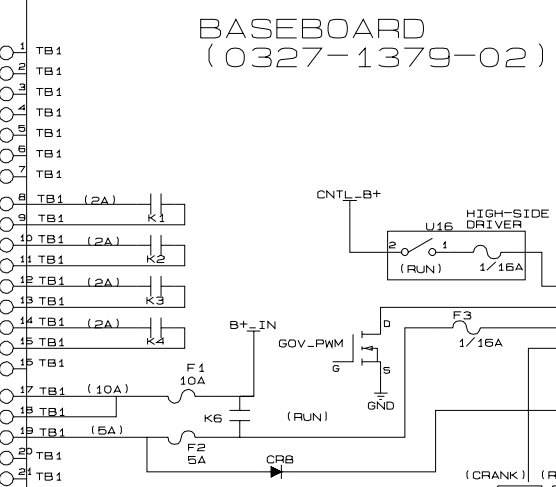 BASEBOARD
(0327-1379-02)
1 TB1
2 TB1
3 TB1
4 TB1
5 TB1
6 TB1
7 TB1
8 TB1 (2A)
K1
9 TB1
10 TB1 (2A)
K2
11 TB1
12 TB1 (2A)
K3
13 TB1
14 TB1 (2A)
K4
15 TB1
16 TB1
17 TB1 (10A)
18 TB1
19 TB1 (5A)
20 TB1
21 TB1
CNTL_B+
HIGH-SIDE
DRIVER
U16
2 1
(RUN) 1/16A
B+_IN
GOV_PWM
D
G S
GND
F3
1/16A
F1
10A
K6 (RUN)
F2
5A
CR8
(CRANK) (R